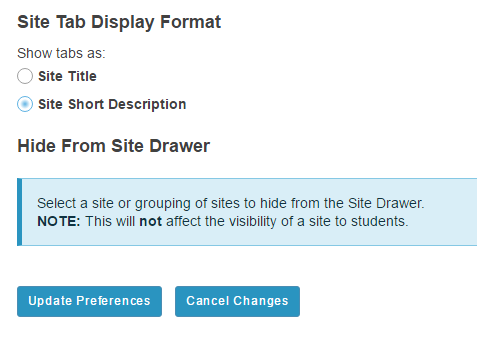 Site Tab Display Format
Show tabs as:
Site Title
Site Short Description
Hide From Site Drawer
Select a site or grouping of sites to hide from the Site Drawer.
NOTE: This will not affect the visibility of a site to students.
Update Preferences
Cancel Changes